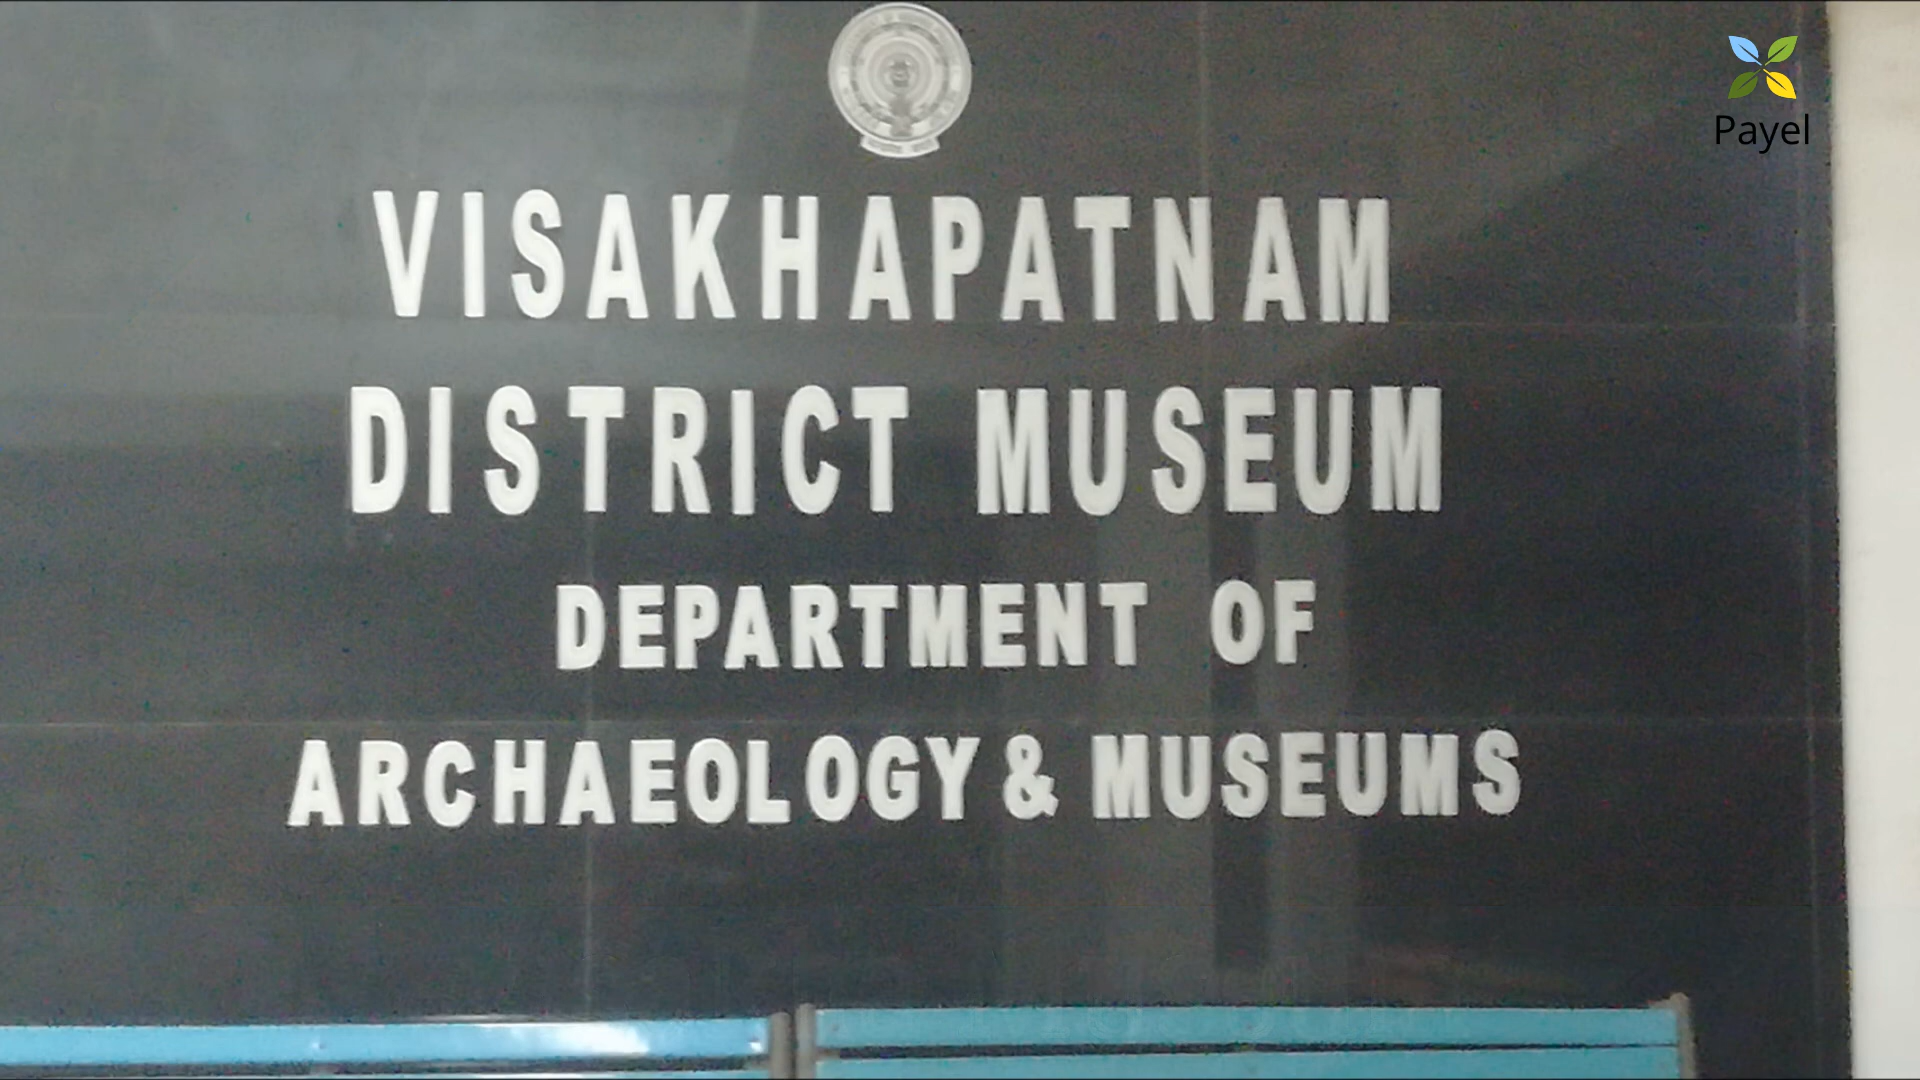 Payel
VISAKHAPATNAM
DISTRICT MUSEUM
DEPARTMENT OF
ARCHAEOLOGY & MUSEUMS